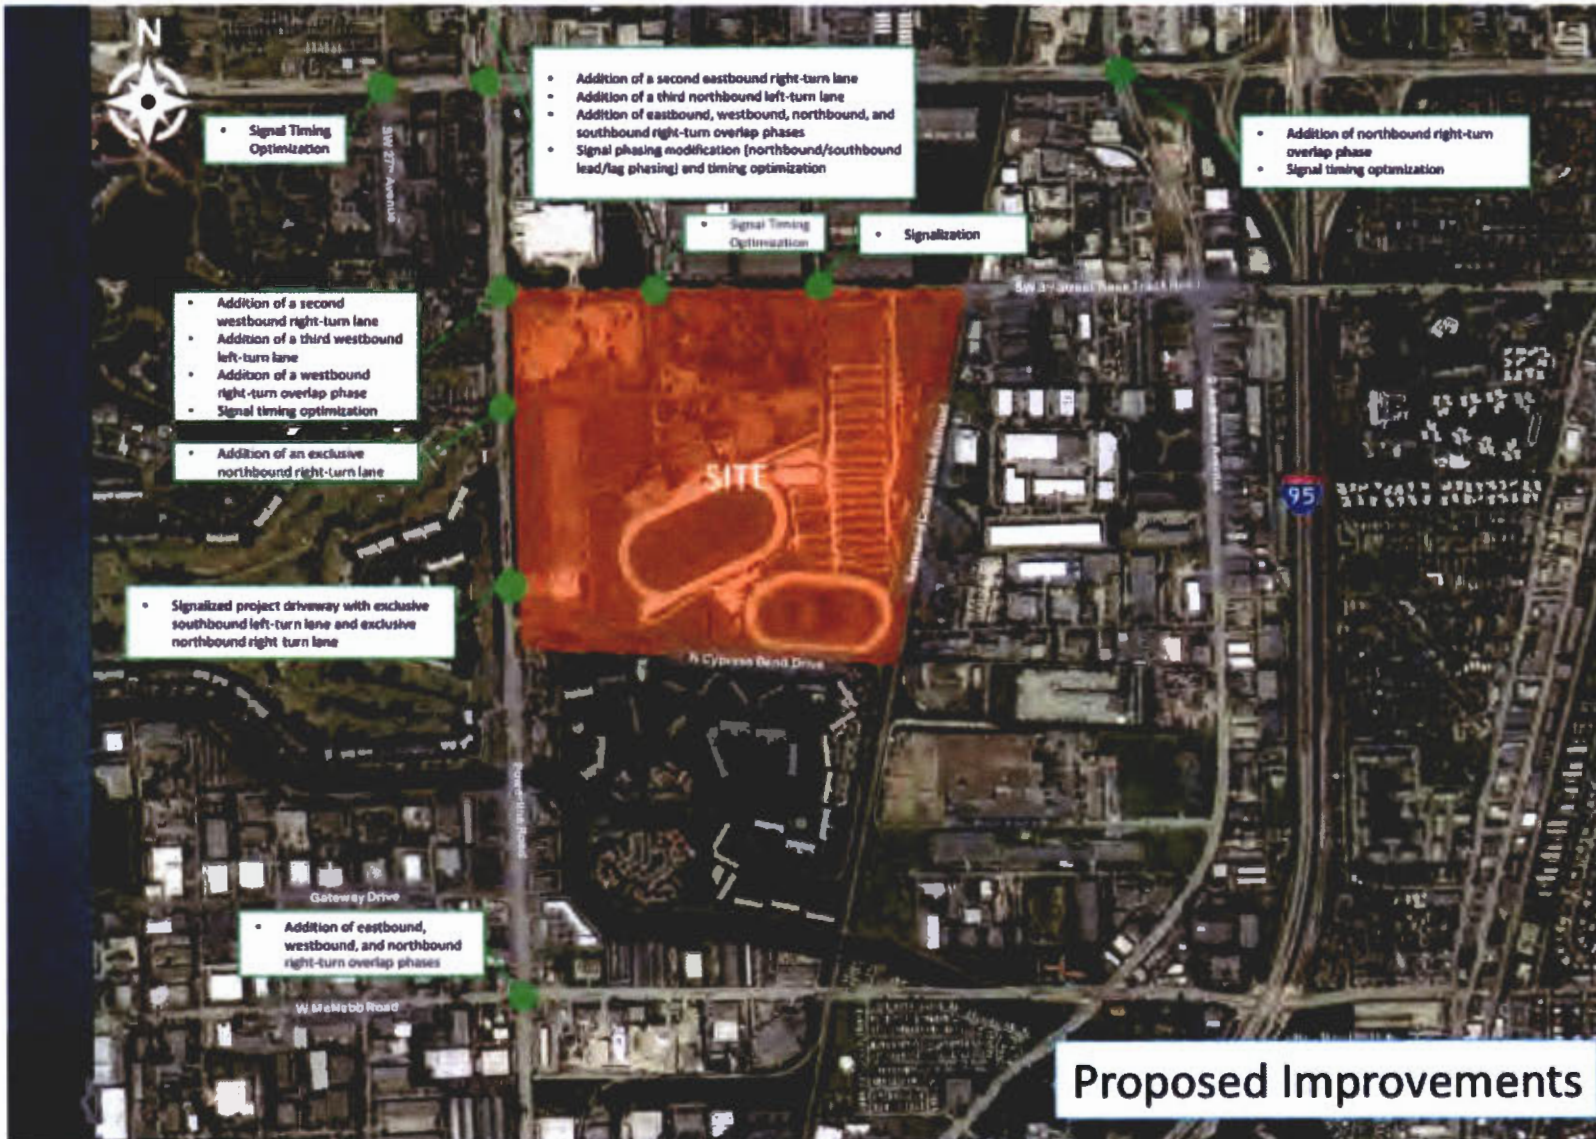 N
• Addition of a second eastbound right-turn lane
• Addition of a third northbound left-turn lane
• Addition of eastbound, westbound, northbound, and
southbound right-turn overlap phases
• Signal phasing modification (northbound/southbound
lead/lag phasing) and timing optimization
• Signal Timing
Optimization
SW 27th Avenue
• Addition of northbound right-turn
overlap phase
• Signal timing optimization
• Signal Timing
Optimization
• Signalization
• Addition of a second
westbound right-turn lane
• Addition of a third westbound
left-turn lane
• Addition of a westbound
right-turn overlap phase
• Signal timing optimization
• Addition of an exclusive
northbound right-turn lane
SITE
95
• Signalized project driveway with exclusive
southbound left-turn lane and exclusive
northbound right turn lane
N Cypress Bend Drive
Gateway Drive
• Addition of eastbound,
westbound, and northbound
right-turn overlap phases
W McNabb Road
Proposed Improvements